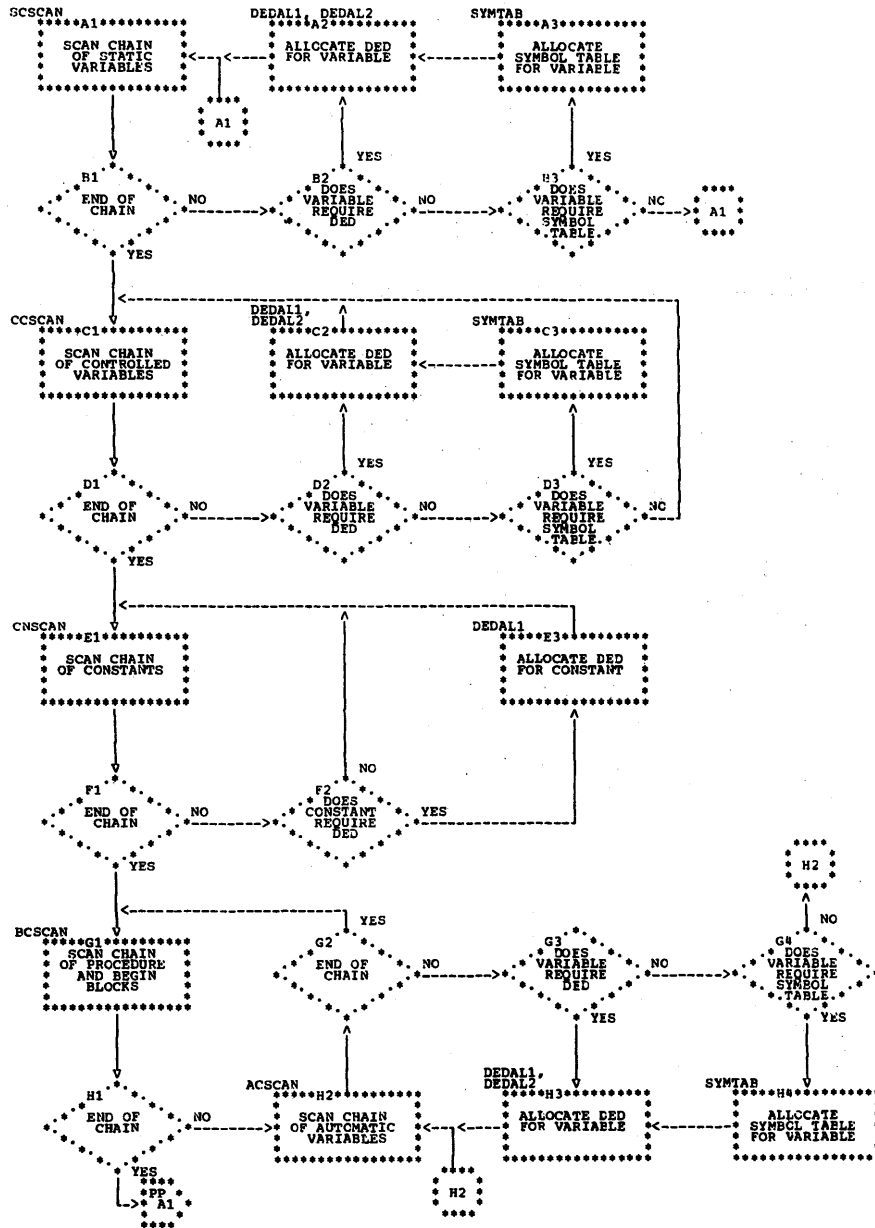 SCSCAN
A1
SCAN CHAIN
OF STATIC
VARIABLES
DEDAL1, DEDAL2
A2
ALLOCATE DED
FOR VARIABLE
SYMTAB
A3
ALLOCATE
SYMBOL TABLE
FOR VARIABLE
A1
B1
END OF
CHAIN
NO
YES
B2
DOES
VARIABLE
REQUIRE
DED
YES
NO
B3
DOES
VARIABLE
REQUIRE
SYMBOL
TABLE
YES
NC
A1
CCSCAN
C1
SCAN CHAIN
OF CONTROLLED
VARIABLES
DEDAL1,
DEDAL2
C2
ALLOCATE DED
FOR VARIABLE
SYMTAB
C3
ALLOCATE
SYMBOL TABLE
FOR VARIABLE
D1
END OF
CHAIN
NO
YES
D2
DOES
VARIABLE
REQUIRE
DED
YES
NO
D3
DOES
VARIABLE
REQUIRE
SYMBOL
TABLE
YES
NC
CNSCAN
E1
SCAN CHAIN
OF CONSTANTS
DEDAL1
E3
ALLOCATE DED
FOR CONSTANT
F1
END OF
CHAIN
NO
YES
F2
DOES
CONSTANT
REQUIRE
DED
NO
YES
H2
BCSCAN
G1
SCAN CHAIN
OF PROCEDURE
AND BEGIN
BLOCKS
G2
END OF
CHAIN
YES
NO
G3
DOES
VARIABLE
REQUIRE
DED
NO
YES
G4
DOES
VARIABLE
REQUIRE
SYMBOL
TABLE
NO
YES
H1
END OF
CHAIN
NO
YES
ACSCAN
H2
SCAN CHAIN
OF AUTOMATIC
VARIABLES
DEDAL1,
DEDAL2
H3
ALLOCATE DED
FOR VARIABLE
SYMTAB
H4
ALLOCATE
SYMBOL TABLE
FOR VARIABLE
PP
A1
H2